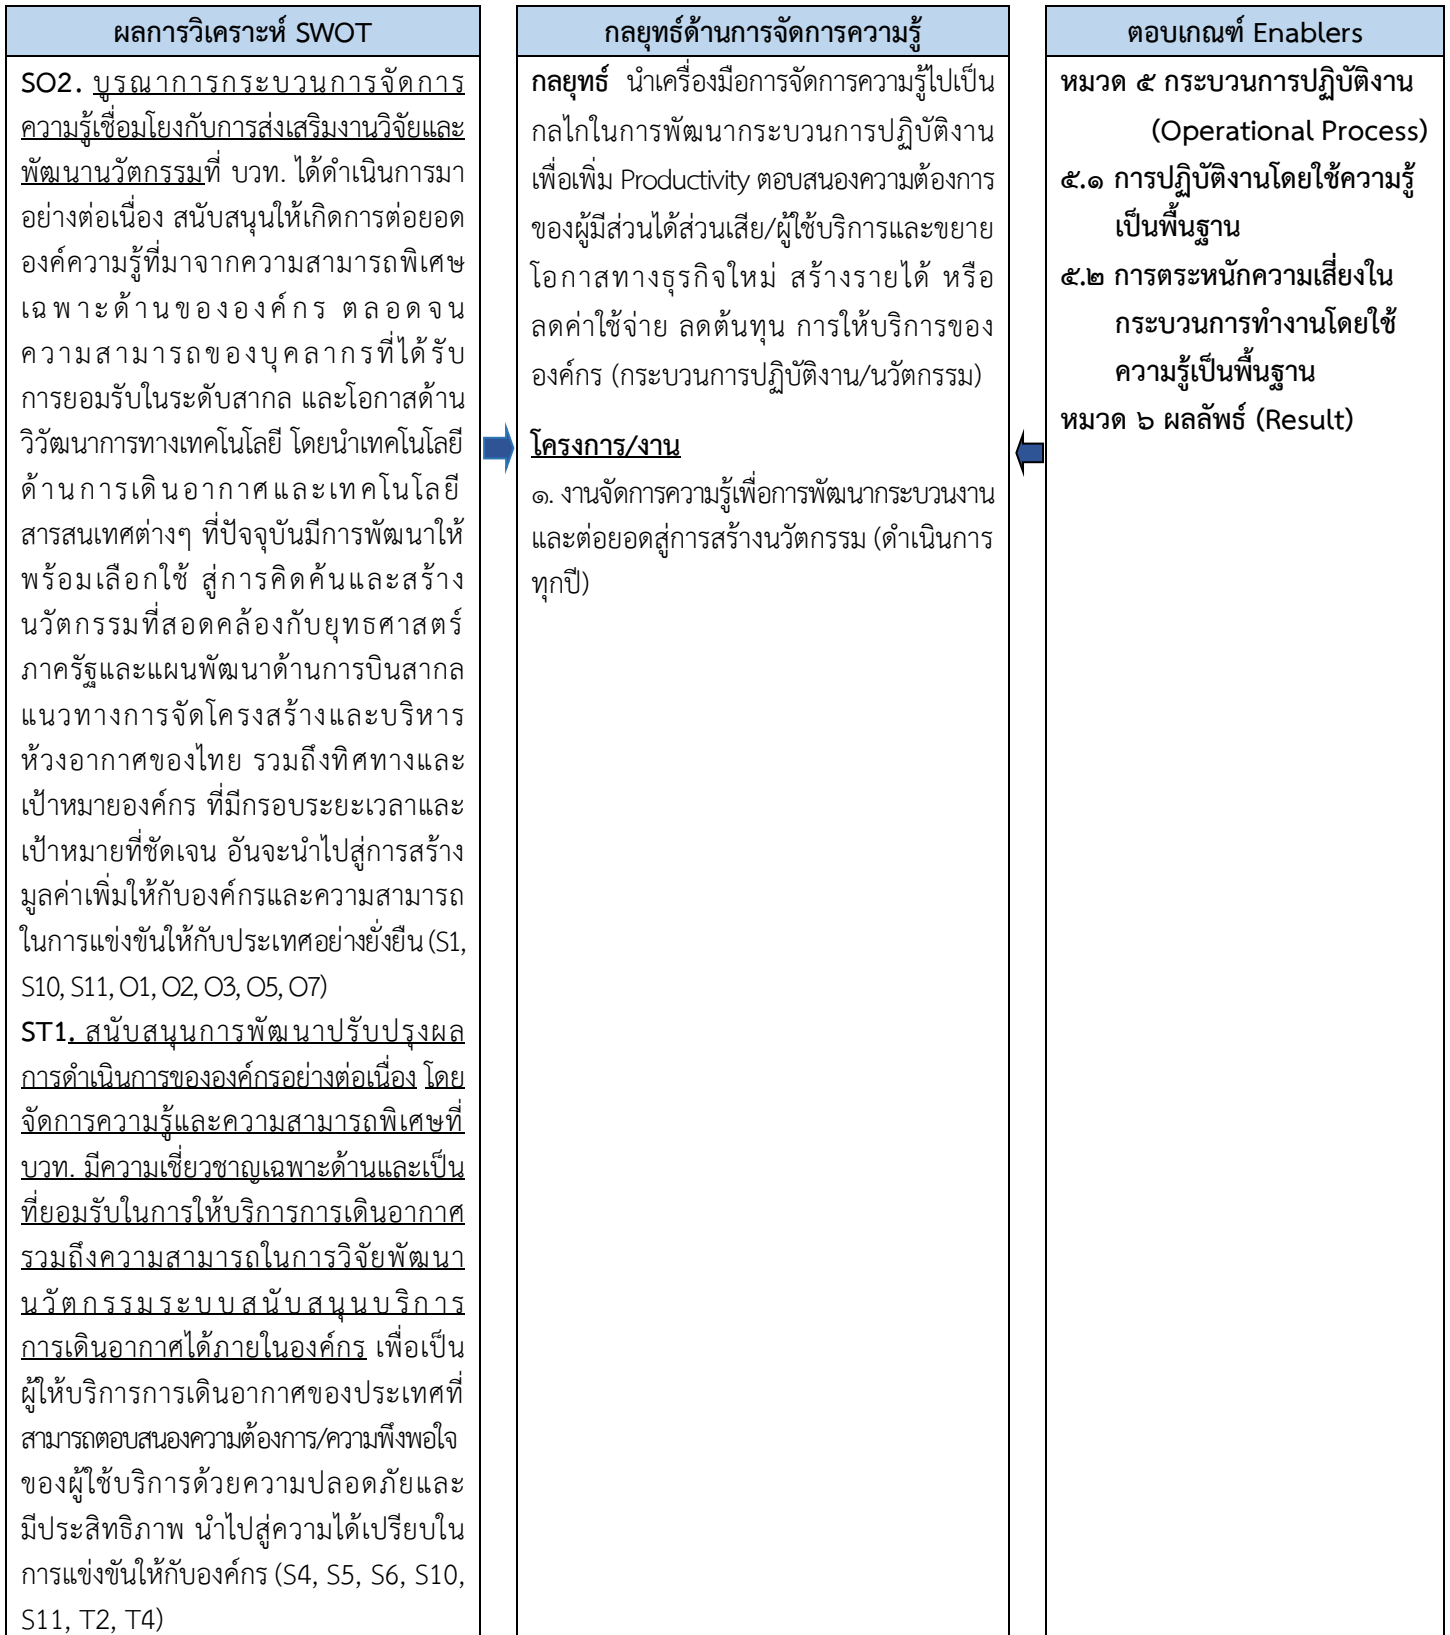 ผลการวิเคราะห์ SWOT
SO2. บูรณาการกระบวนการจัดการ
ความรู้เชื่อมโยงกับการส่งเสริมงานวิจัยและ
พัฒนานวัตกรรมที่ บวท. ได้ดำเนินการมา
อย่างต่อเนื่อง สนับสนุนให้เกิดการต่อยอด
องค์ความรู้ที่มาจากความสามารถพิเศษ
เฉพาะด้านขององค์กร ตลอดจน
ความสามารถของบุคลากรที่ได้รับ
การยอมรับในระดับสากล และโอกาสด้าน
วิวัฒนาการทางเทคโนโลยี โดยนำเทคโนโลยี
ด้านการเดินอากาศและเทคโนโลยี
สารสนเทศต่างๆ ที่ปัจจุบันมีการพัฒนาให้
พร้อมเลือกใช้ สู่การคิดค้นและสร้าง
นวัตกรรมที่สอดคล้องกับยุทธศาสตร์
ภาครัฐและแผนพัฒนาด้านการบินสากล
แนวทางการจัดโครงสร้างและบริหาร
ห้วงอากาศของไทย รวมถึงทิศทางและ
เป้าหมายองค์กร ที่มีกรอบระยะเวลาและ
เป้าหมายที่ชัดเจน อันจะนำไปสู่การสร้าง
มูลค่าเพิ่มให้กับองค์กรและความสามารถ
ในการแข่งขันให้กับประเทศอย่างยั่งยืน (S1,
S10, S11, O1, O2, O3, O5, O7)
ST1. สนับสนุนการพัฒนาปรับปรุงผล
การดำเนินการขององค์กรอย่างต่อเนื่อง โดย
จัดการความรู้และความสามารถพิเศษที่
บวท. มีความเชี่ยวชาญเฉพาะด้านและเป็น
ที่ยอมรับในการให้บริการการเดินอากาศ
รวมถึงความสามารถในการวิจัยพัฒนา
นวัตกรรมระบบสนับสนุนบริการ
การเดินอากาศได้ภายในองค์กร เพื่อเป็น
ผู้ให้บริการการเดินอากาศของประเทศที่
สามารถตอบสนองความต้องการ/ความพึงพอใจ
ของผู้ใช้บริการด้วยความปลอดภัยและ
มีประสิทธิภาพ นำไปสู่ความได้เปรียบใน
การแข่งขันให้กับองค์กร (S4, S5, S6, S10,
S11, T2, T4)
กลยุทธ์ด้านการจัดการความรู้
กลยุทธ์ นำเครื่องมือการจัดการความรู้ไปเป็น
กลไกในการพัฒนากระบวนการปฏิบัติงาน
เพื่อเพิ่ม Productivity ตอบสนองความต้องการ
ของผู้มีส่วนได้ส่วนเสีย/ผู้ใช้บริการและขยาย
โอกาสทางธุรกิจใหม่ สร้างรายได้ หรือ
ลดค่าใช้จ่าย ลดต้นทุน การให้บริการของ
องค์กร (กระบวนการปฏิบัติงาน/นวัตกรรม)
โครงการ/งาน
๑. งานจัดการความรู้เพื่อการพัฒนากระบวนงาน
และต่อยอดสู่การสร้างนวัตกรรม (ดำเนินการ
ทุกปี)
ตอบเกณฑ์ Enablers
หมวด ๕ กระบวนการปฏิบัติงาน
(Operational Process)
๕.๑ การปฏิบัติงานโดยใช้ความรู้
เป็นพื้นฐาน
๕.๒ การตระหนักความเสี่ยงใน
กระบวนการทำงานโดยใช้
ความรู้เป็นพื้นฐาน
หมวด ๖ ผลลัพธ์ (Result)